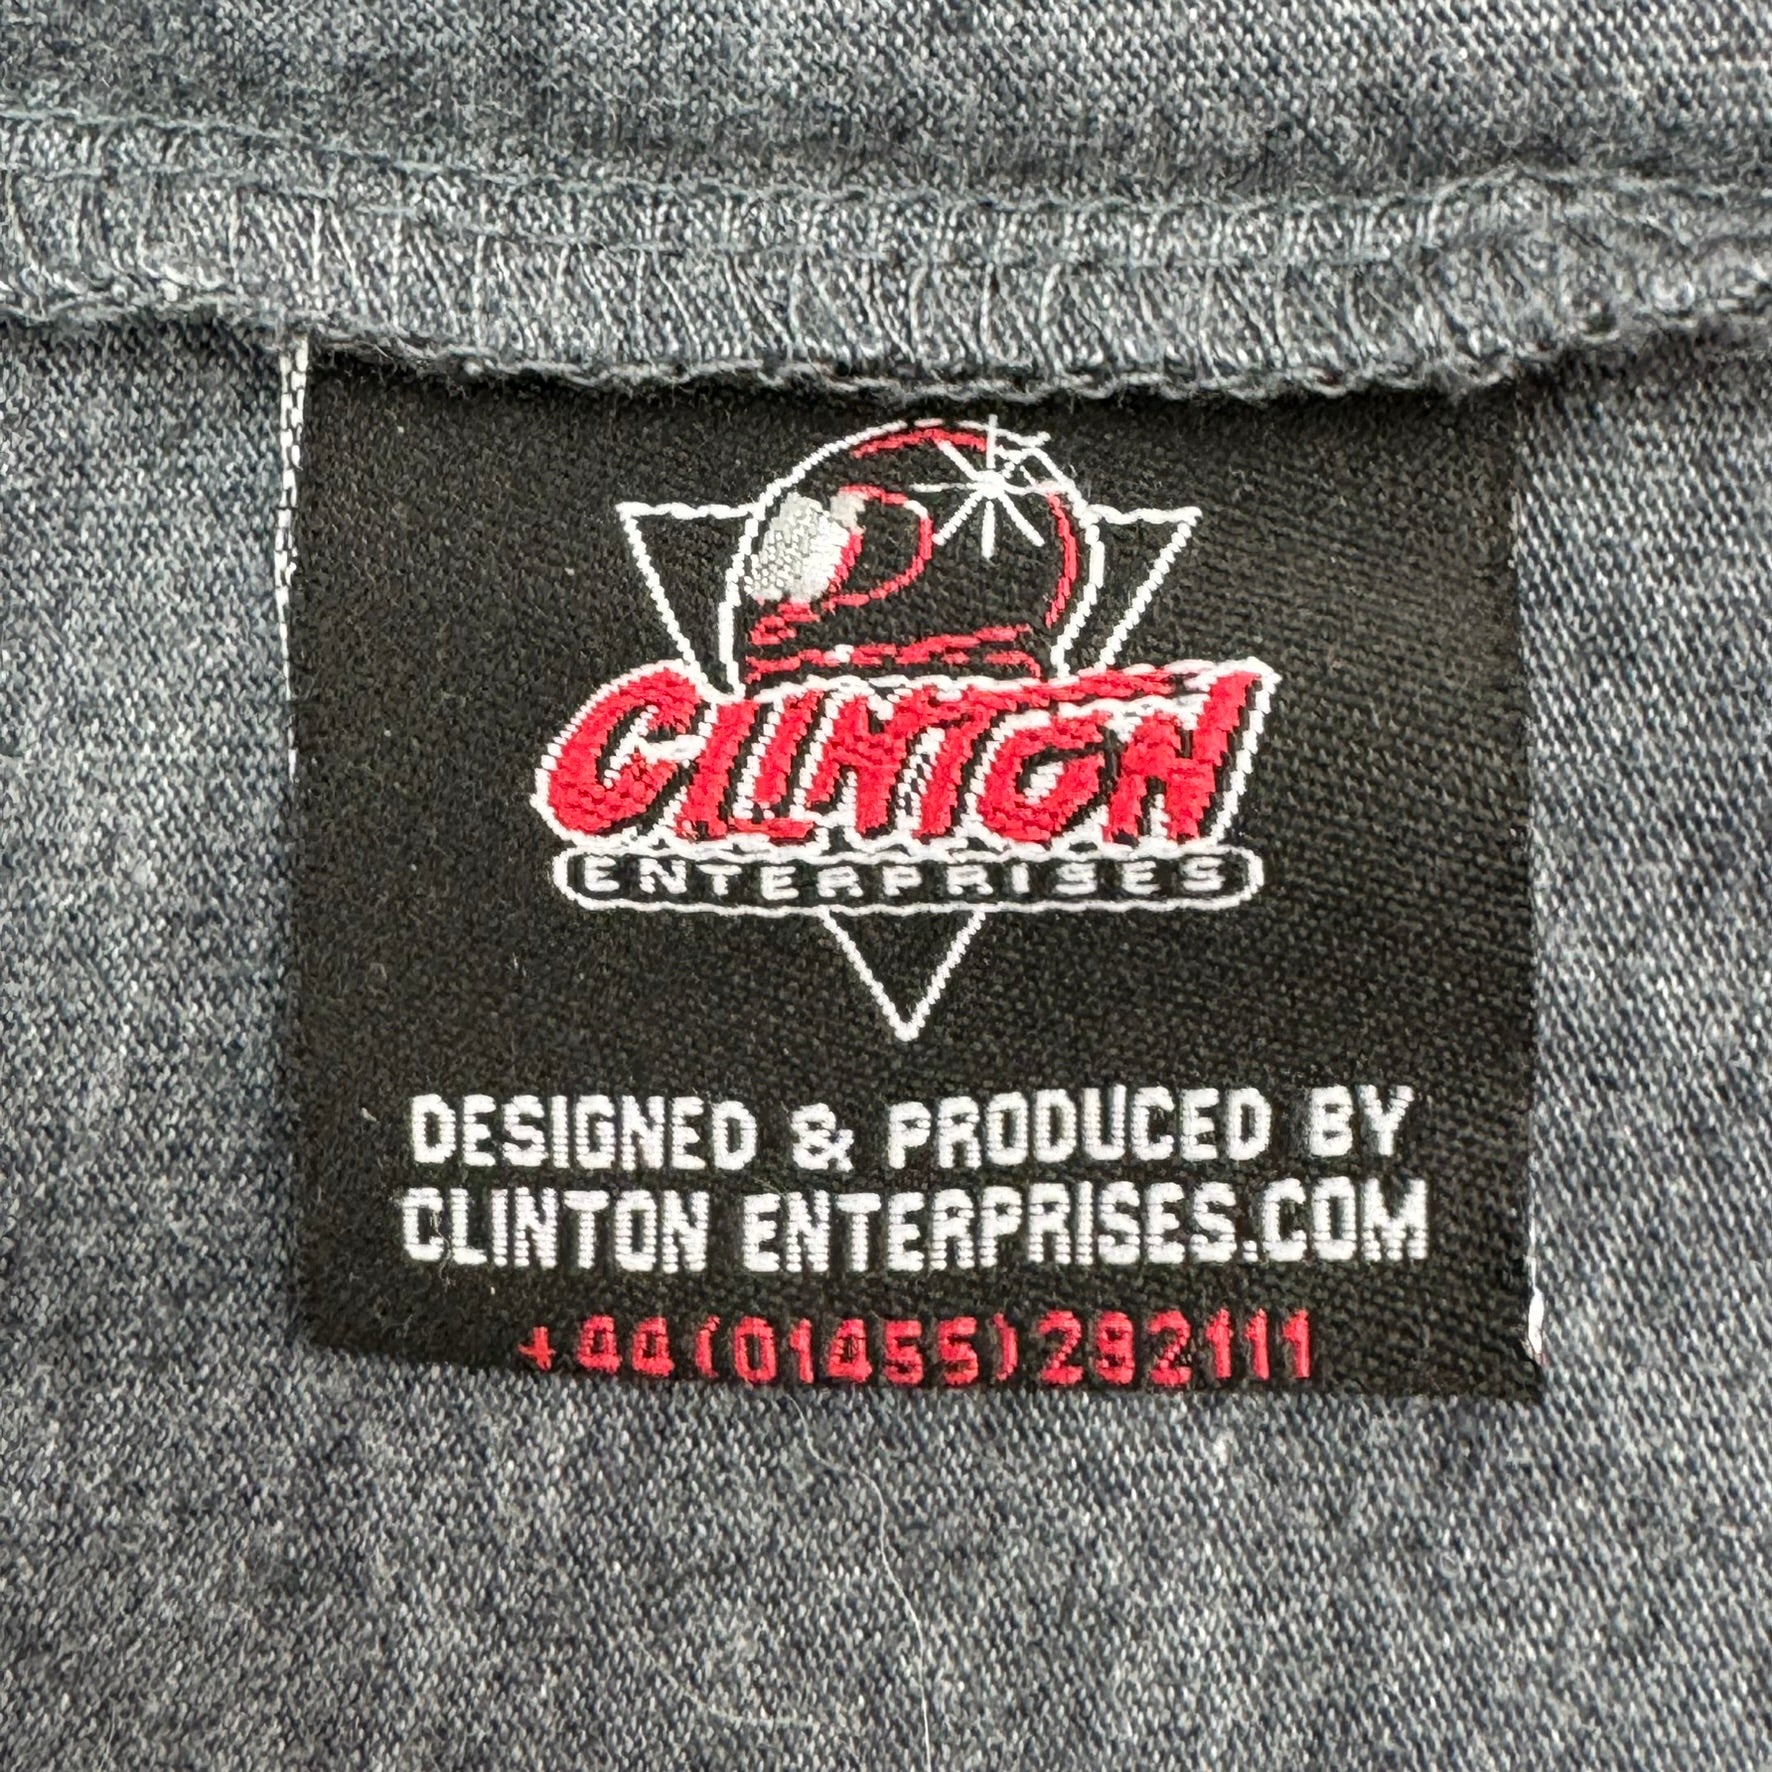 CLINTON
ENTERPRISES
DESIGNED & PRODUCED BY
CLINTON ENTERPRISES.COM
+44(01455)292111